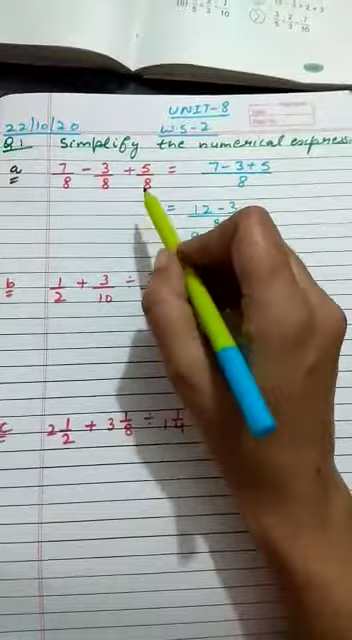 UNIT-8
22/10/20 W.S-2
Q1 Simplify the numerical express
a 7/8 - 3/8 + 5/8 = 7-3+5/8
= 12-3
b 1/2 + 3/10 ÷
c 2 1/2 + 3 1/8 ÷ 1 1/4